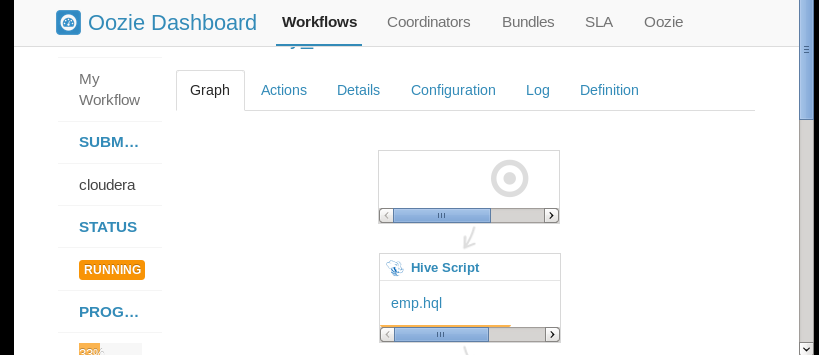 Oozie Dashboard Workflows Coordinators Bundles SLA Oozie
My
Workflow
SUBM...
cloudera
STATUS
RUNNING
PROG...
Graph Actions Details Configuration Log Definition
Hive Script
emp.hql